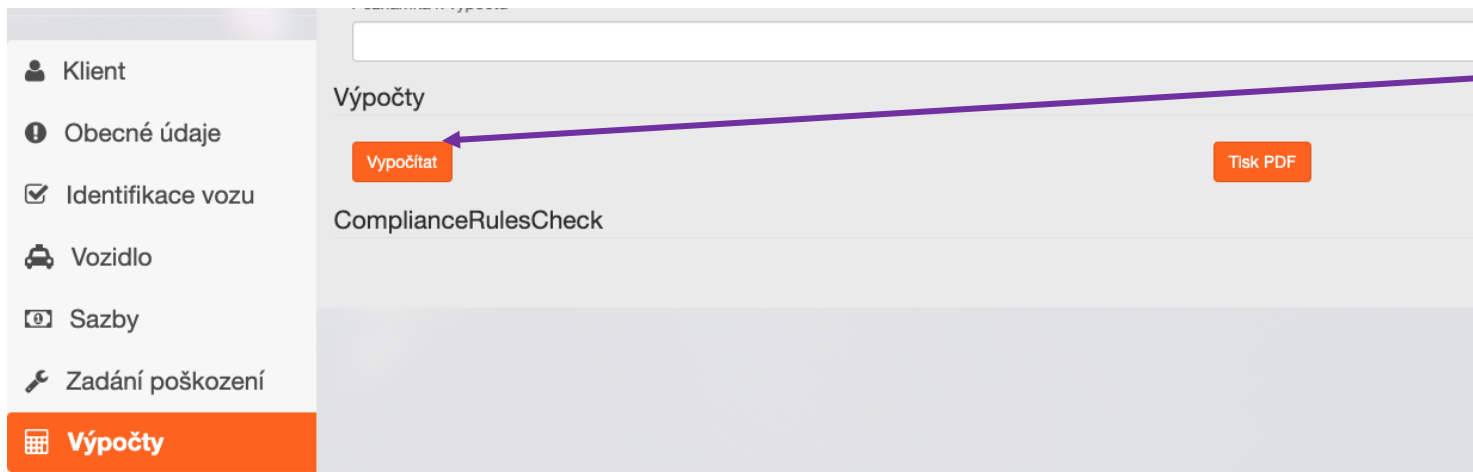 Klient
Obecné údaje
Identifikace vozu
Vozidlo
Sazby
Zadání poškození
Výpočty
Výpočty
Vypočítat
Tisk PDF
ComplianceRulesCheck